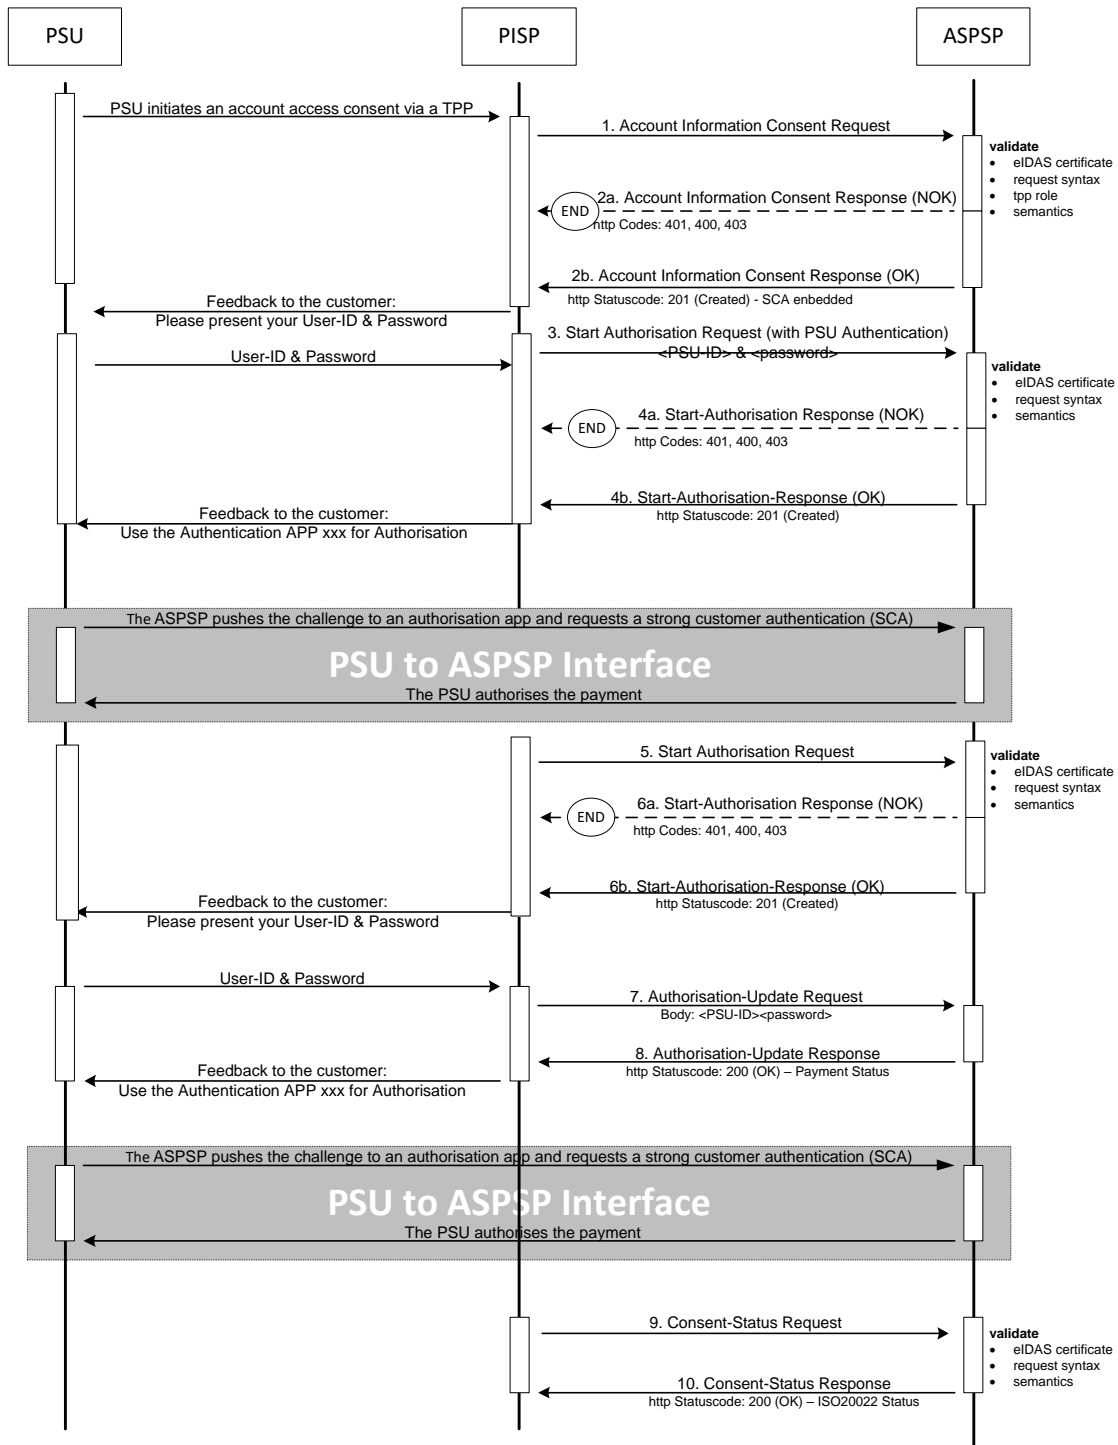 PSU
PISP
ASPSP
PSU initiates an account access consent via a TPP
1. Account Information Consent Request
validate
• eIDAS certificate
• request syntax
• tpp role
• semantics
2a. Account Information Consent Response (NOK)
END
http Codes: 401, 400, 403
2b. Account Information Consent Response (OK)
http Statuscode: 201 (Created) - SCA enbedded
Feedback to the customer:
Please present your User-ID & Password
3. Start Authorisation Request (with PSU Authentication)
<PSU-ID> & <password>
User-ID & Password
validate
• eIDAS certificate
• request syntax
• semantics
4a. Start-Authorisation Response (NOK)
END
http Codes: 401, 400, 403
4b. Start-Authorisation-Response (OK)
http Statuscode: 201 (Created)
Feedback to the customer:
Use the Authentication APP xxx for Authorisation
The ASPSP pushes the challenge to an authorisation app and requests a strong customer authentication (SCA)
PSU to ASPSP Interface
The PSU authorises the payment
5. Start Authorisation Request
validate
• eIDAS certificate
• request syntax
• semantics
6a. Start-Authorisation Response (NOK)
END
http Codes: 401, 400, 403
6b. Start-Authorisation-Response (OK)
http Statuscode: 201 (Created)
Feedback to the customer:
Please present your User-ID & Password
User-ID & Password
7. Authorisation-Update Request
Body: <PSU-ID><password>
8. Authorisation-Update Response
http Statuscode: 200 (OK) – Payment Status
Feedback to the customer:
Use the Authentication APP xxx for Authorisation
The ASPSP pushes the challenge to an authorisation app and requests a strong customer authentication (SCA)
PSU to ASPSP Interface
The PSU authorises the payment
9. Consent-Status Request
validate
• eIDAS certificate
• request syntax
• semantics
10. Consent-Status Response
http Statuscode: 200 (OK) – ISO20022 Status